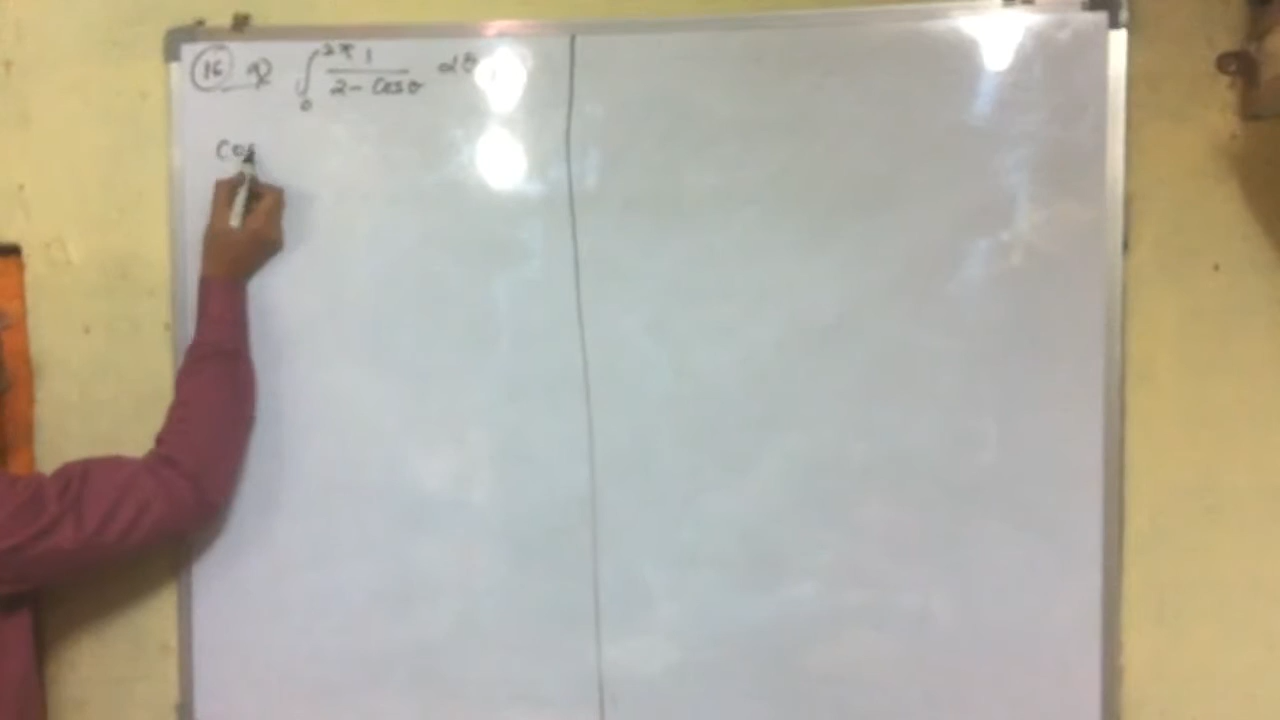 16 ⇒ ∫₀^{2π} 1/(2 - Cosθ) dθ
Cos